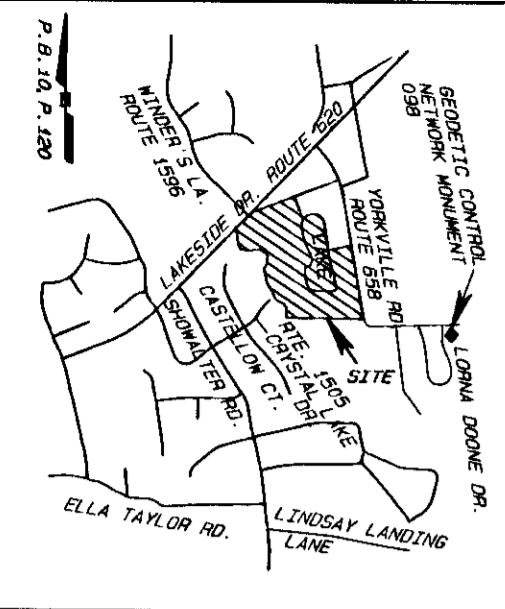 P.B.10, P. 120
GEODETIC CONTROL
NETWORK MONUMENT
098
WINDER'S LA.
ROUTE 1596
LAKESIDE DR. ROUTE 620
YORKVILLE RD
ROUTE 658
LAKE
LORNA DOONE DR.
SITE
RTE. 1505
CRYSTAL LAKE
DR.
CASTELLOW CT.
SHOWALTER RD.
ELLA TAYLOR RD.
LINDSAY LANDING
LANE